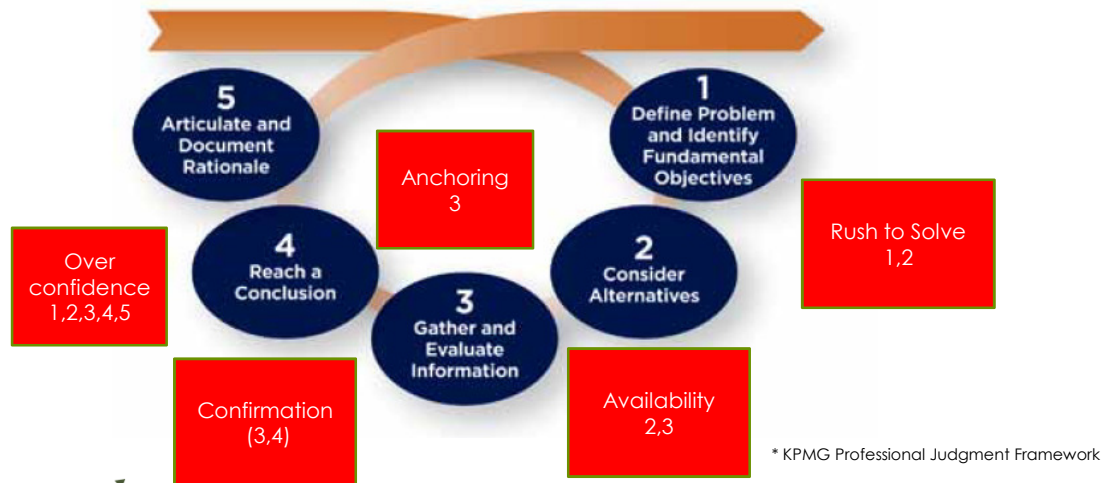 5
Articulate and
Document
Rationale
1
Define Problem
and Identify
Fundamental
Objectives
Anchoring
3
Rush to Solve
1,2
Over
confidence
1,2,3,4,5
4
Reach a
Conclusion
2
Consider
Alternatives
3
Gather and
Evaluate
Information
Confirmation
(3,4)
Availability
2,3
* KPMG Professional Judgment Framework